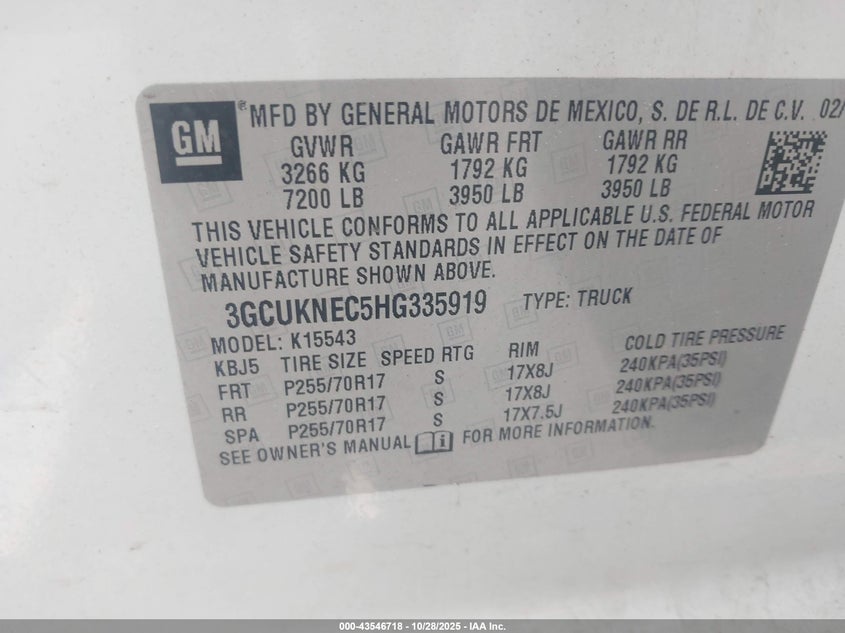 GM ® MFD BY GENERAL MOTORS DE MEXICO, S. DE R.L. DE C.V. 02/
GVWR GAWR FRT GAWR RR
3266 KG 1792 KG 1792 KG
7200 LB 3950 LB 3950 LB
THIS VEHICLE CONFORMS TO ALL APPLICABLE U.S. FEDERAL MOTOR
VEHICLE SAFETY STANDARDS IN EFFECT ON THE DATE OF
MANUFACTURE SHOWN ABOVE.
3GCUKNEC5HG335919 TYPE: TRUCK
MODEL: K15543
KBJ5 TIRE SIZE SPEED RTG RIM COLD TIRE PRESSURE
FRT P255/70R17 S 17X8J 240KPA(35PSI)
RR P255/70R17 S 17X8J 240KPA(35PSI)
SPA P255/70R17 S 17X7.5J 240KPA(35PSI)
SEE OWNER'S MANUAL i FOR MORE INFORMATION.
000-43546718 - 10/28/2025 - IAA Inc.